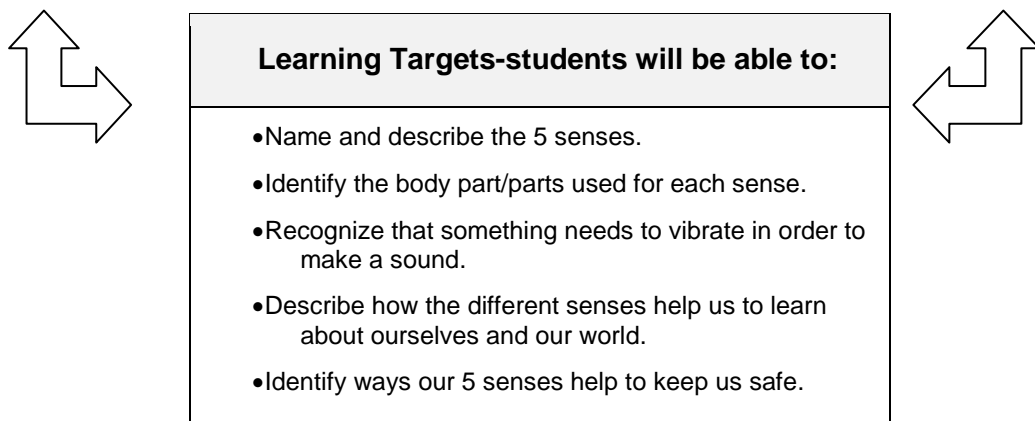 Learning Targets-students will be able to:
•Name and describe the 5 senses.
•Identify the body part/parts used for each sense.
•Recognize that something needs to vibrate in order to
make a sound.
•Describe how the different senses help us to learn
about ourselves and our world.
•Identify ways our 5 senses help to keep us safe.